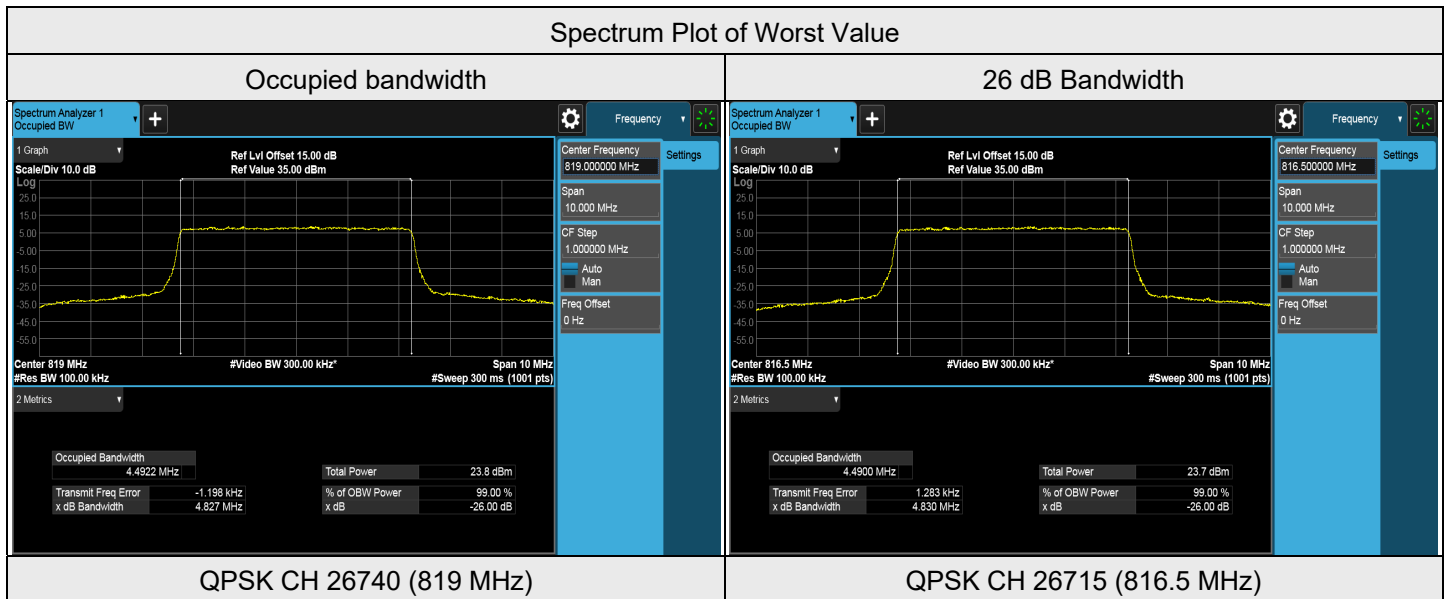 Spectrum Plot of Worst Value
Occupied bandwidth
26 dB Bandwidth
Spectrum Analyzer 1
Occupied BW
+
Frequency
1 Graph
Scale/Div 10.0 dB
Ref Lvl Offset 15.00 dB
Ref Value 35.00 dBm
Log
25.0
15.0
5.00
-5.00
-15.0
-25.0
-35.0
-45.0
-55.0
Center 819 MHz
#Res BW 100.00 kHz
#Video BW 300.00 kHz*
Span 10 MHz
#Sweep 300 ms (1001 pts)
Center Frequency
819.000000 MHz
Settings
Span
10.000 MHz
CF Step
1.000000 MHz
Auto
Man
Freq Offset
0 Hz
2 Metrics
Occupied Bandwidth
4.4922 MHz
Total Power 23.8 dBm
Transmit Freq Error -1.198 kHz % of OBW Power 99.00 %
x dB Bandwidth 4.827 MHz x dB -26.00 dB
Spectrum Analyzer 1
Occupied BW
+
Frequency
1 Graph
Scale/Div 10.0 dB
Ref Lvl Offset 15.00 dB
Ref Value 35.00 dBm
Log
25.0
15.0
5.00
-5.00
-15.0
-25.0
-35.0
-45.0
-55.0
Center 816.5 MHz
#Res BW 100.00 kHz
#Video BW 300.00 kHz*
Span 10 MHz
#Sweep 300 ms (1001 pts)
Center Frequency
816.500000 MHz
Settings
Span
10.000 MHz
CF Step
1.000000 MHz
Auto
Man
Freq Offset
0 Hz
2 Metrics
Occupied Bandwidth
4.4900 MHz
Total Power 23.7 dBm
Transmit Freq Error 1.283 kHz % of OBW Power 99.00 %
x dB Bandwidth 4.830 MHz x dB -26.00 dB
QPSK CH 26740 (819 MHz)
QPSK CH 26715 (816.5 MHz)